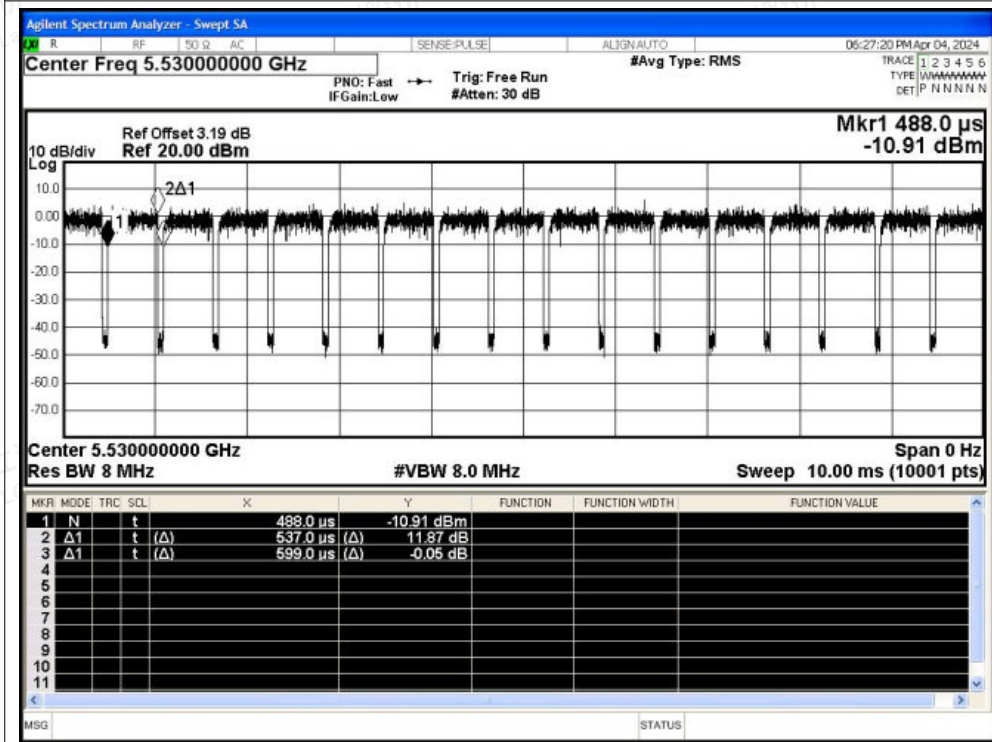 Agilent Spectrum Analyzer - Swept SA
LXI R RF 50 Ω AC SENSE:PULSE ALIGN AUTO 06:27:20 PM Apr 04, 2024
Center Freq 5.530000000 GHz #Avg Type: RMS TRACE 1 2 3 4 5 6
PNO: Fast Trig: Free Run TYPE WWWWWW
IFGain:Low #Atten: 30 dB DET P N N N N N
Mkr1 488.0 µs
Ref Offset 3.19 dB
10 dB/div Ref 20.00 dBm -10.91 dBm
Log
10.0
2Δ1
0.00
1
-10.0
-20.0
-30.0
-40.0
-50.0
-60.0
-70.0
Center 5.530000000 GHz Span 0 Hz
Res BW 8 MHz #VBW 8.0 MHz Sweep 10.00 ms (10001 pts)
MKR MODE TRC SCL X Y FUNCTION FUNCTION WIDTH FUNCTION VALUE
1 N t 488.0 µs -10.91 dBm
2 Δ1 t (Δ) 537.0 µs (Δ) 11.87 dB
3 Δ1 t (Δ) 599.0 µs (Δ) -0.05 dB
4
5
6
7
8
9
10
11
MSG STATUS